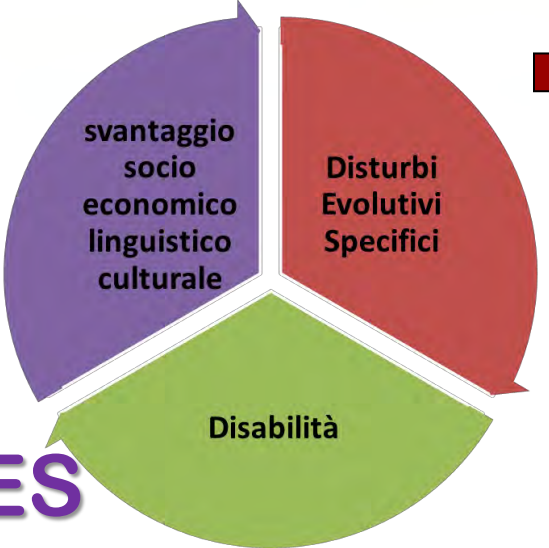 svantaggio
socio
economico
linguistico
culturale
Disturbi
Evolutivi
Specifici
Disabilità
ES